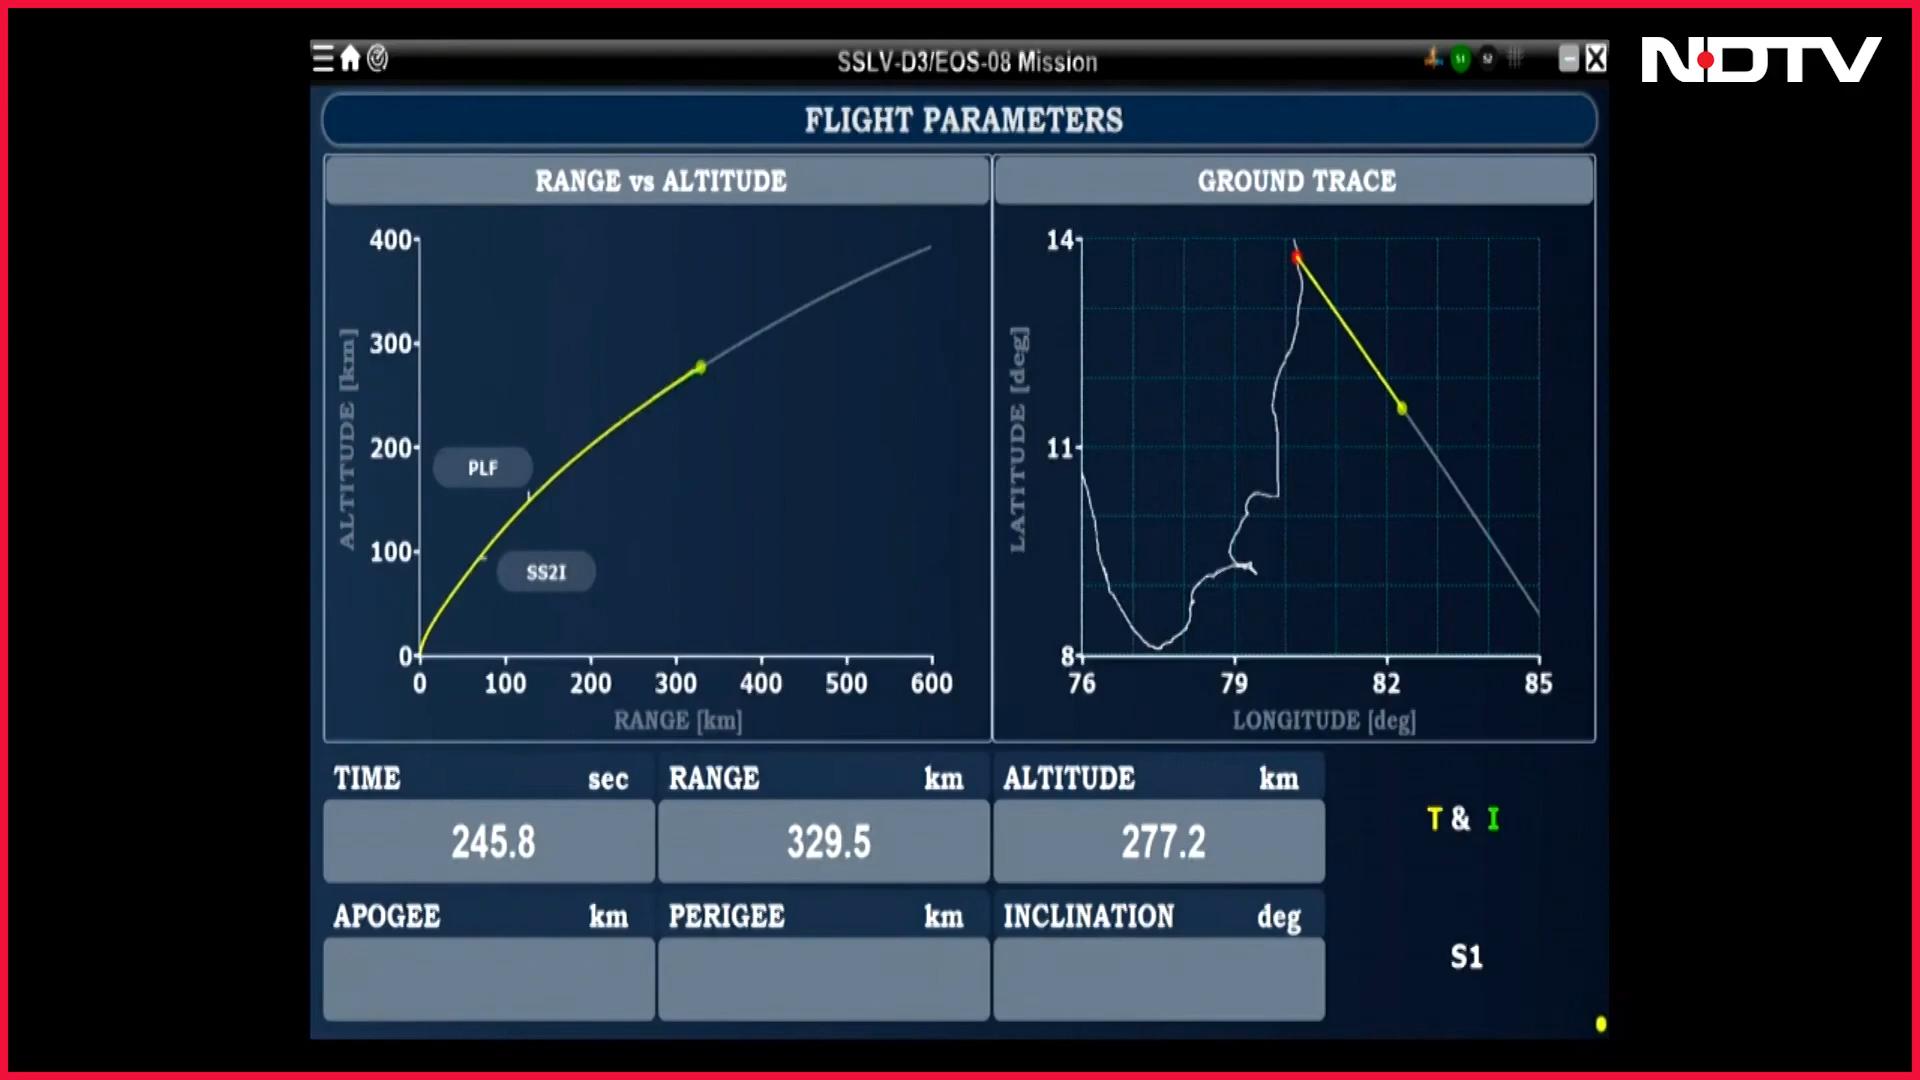 SSLV-D3/EOS-08 Mission
S1
S2
NDTV
FLIGHT PARAMETERS
RANGE vs ALTITUDE
GROUND TRACE
400
300
200
100
0
ALTITUDE [km]
PLF
SS2I
0 100 200 300 400 500 600
RANGE [km]
14
11
8
LATITUDE [deg]
76 79 82 85
LONGITUDE [deg]
TIME sec
245.8
RANGE km
329.5
ALTITUDE km
277.2
T & I
APOGEE km
PERIGEE km
INCLINATION deg
S1